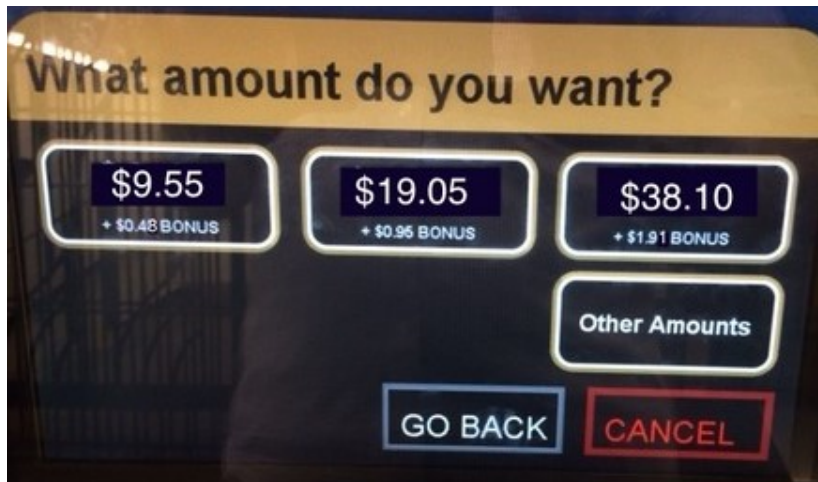 What amount do you want?
$9.55
+ $0.48 BONUS
$19.05
+ $0.95 BONUS
$38.10
+ $1.91 BONUS
Other Amounts
GO BACK
CANCEL